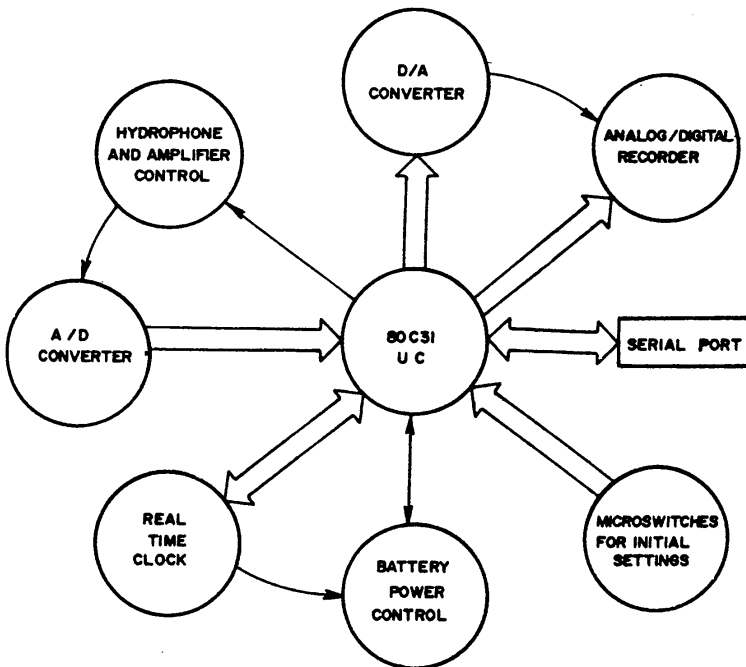 D/A
CONVERTER
HYDROPHONE
AND AMPLIFIER
CONTROL
ANALOG/DIGITAL
RECORDER
A/D
CONVERTER
80C31
UC
SERIAL PORT
REAL
TIME
CLOCK
BATTERY
POWER
CONTROL
MICROSWITCHES
FOR INITIAL
SETTINGS